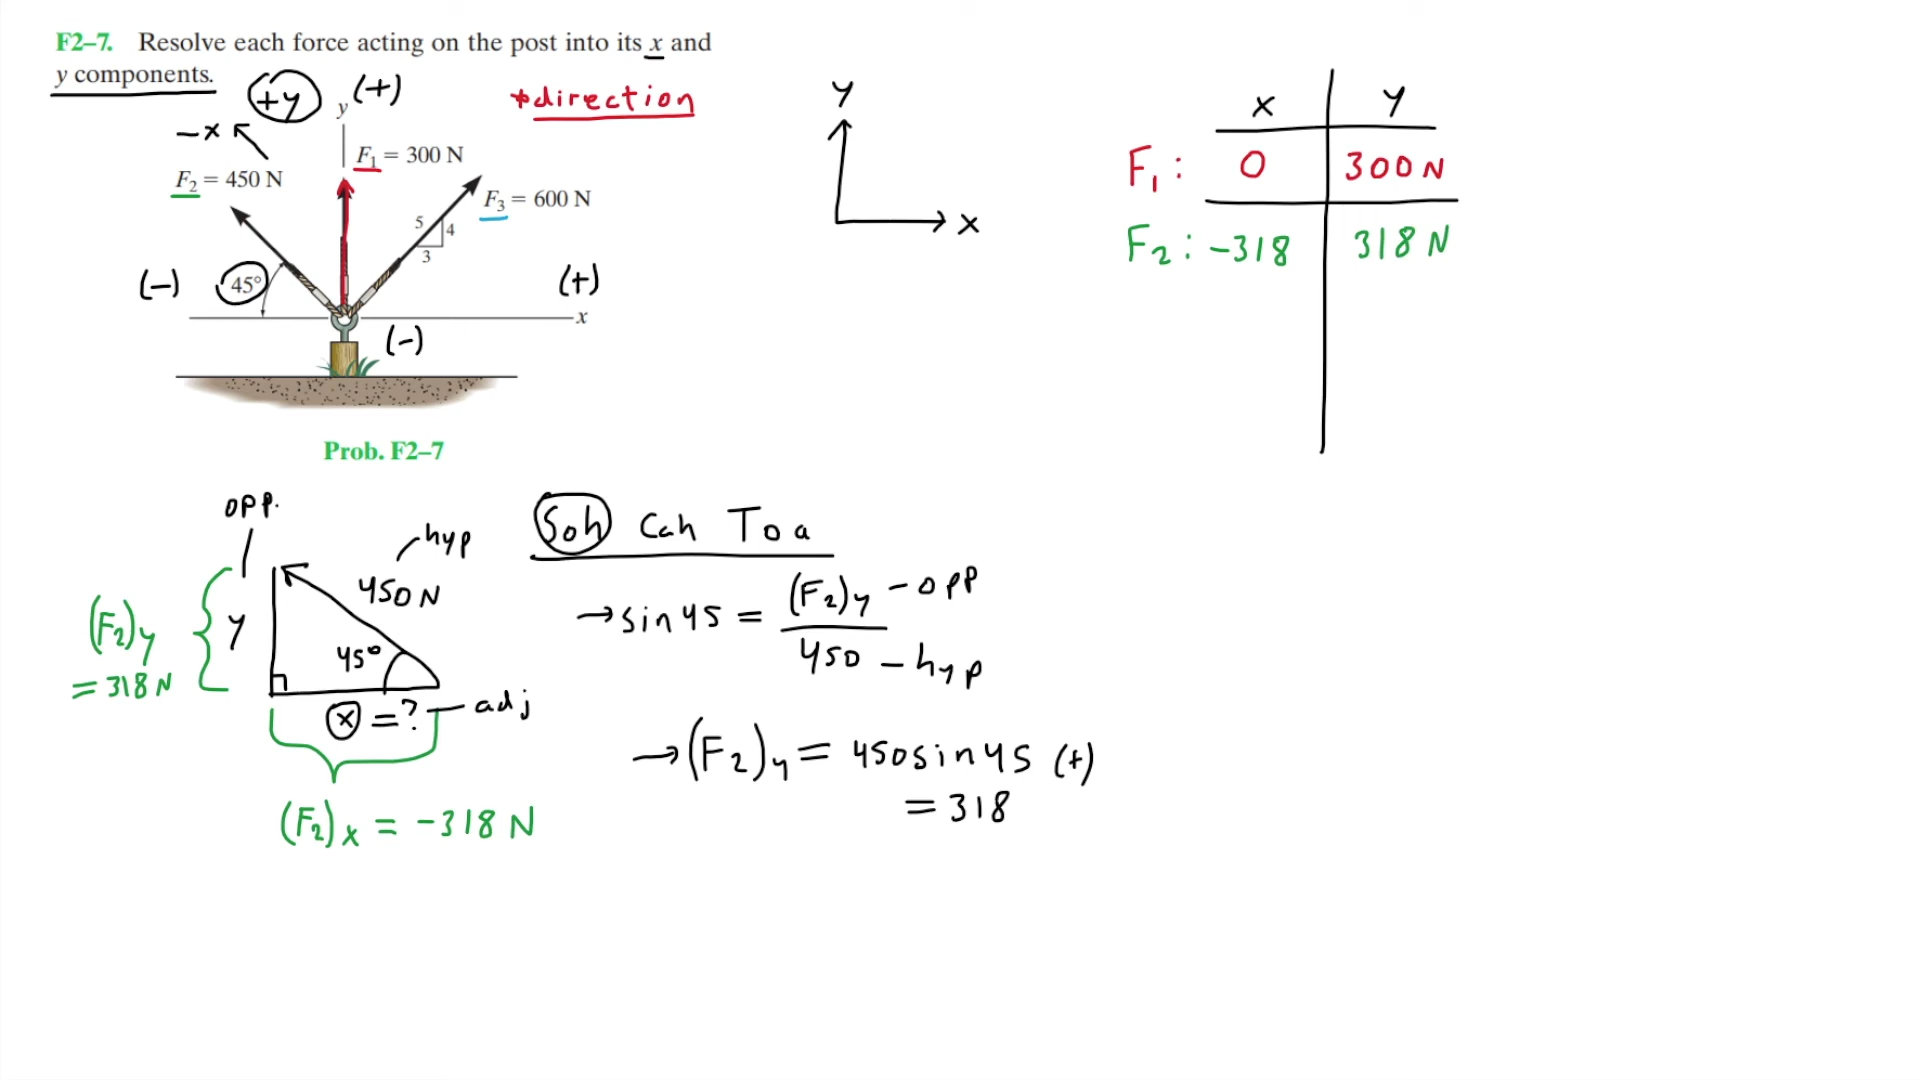 F2–7. Resolve each force acting on the post into its x and
y components.
+y
y
(+)
*direction
-x
F₁ = 300 N
F₂ = 450 N
F₃ = 600 N
5
4
3
(-)
45°
(+)
x
(-)
Prob. F2–7
y
x
x y
F₁: 0 300 N
F₂: -318 318 N
opp.
hyp
450 N
(F₂)y
= 318 N
y
45°
x = ?
adj
(F₂)x = -318 N
Soh Cah Toa
→ sin 45 = (F₂)y - opp
450 - hyp
→ (F₂)y = 450 sin 45 (+)
= 318